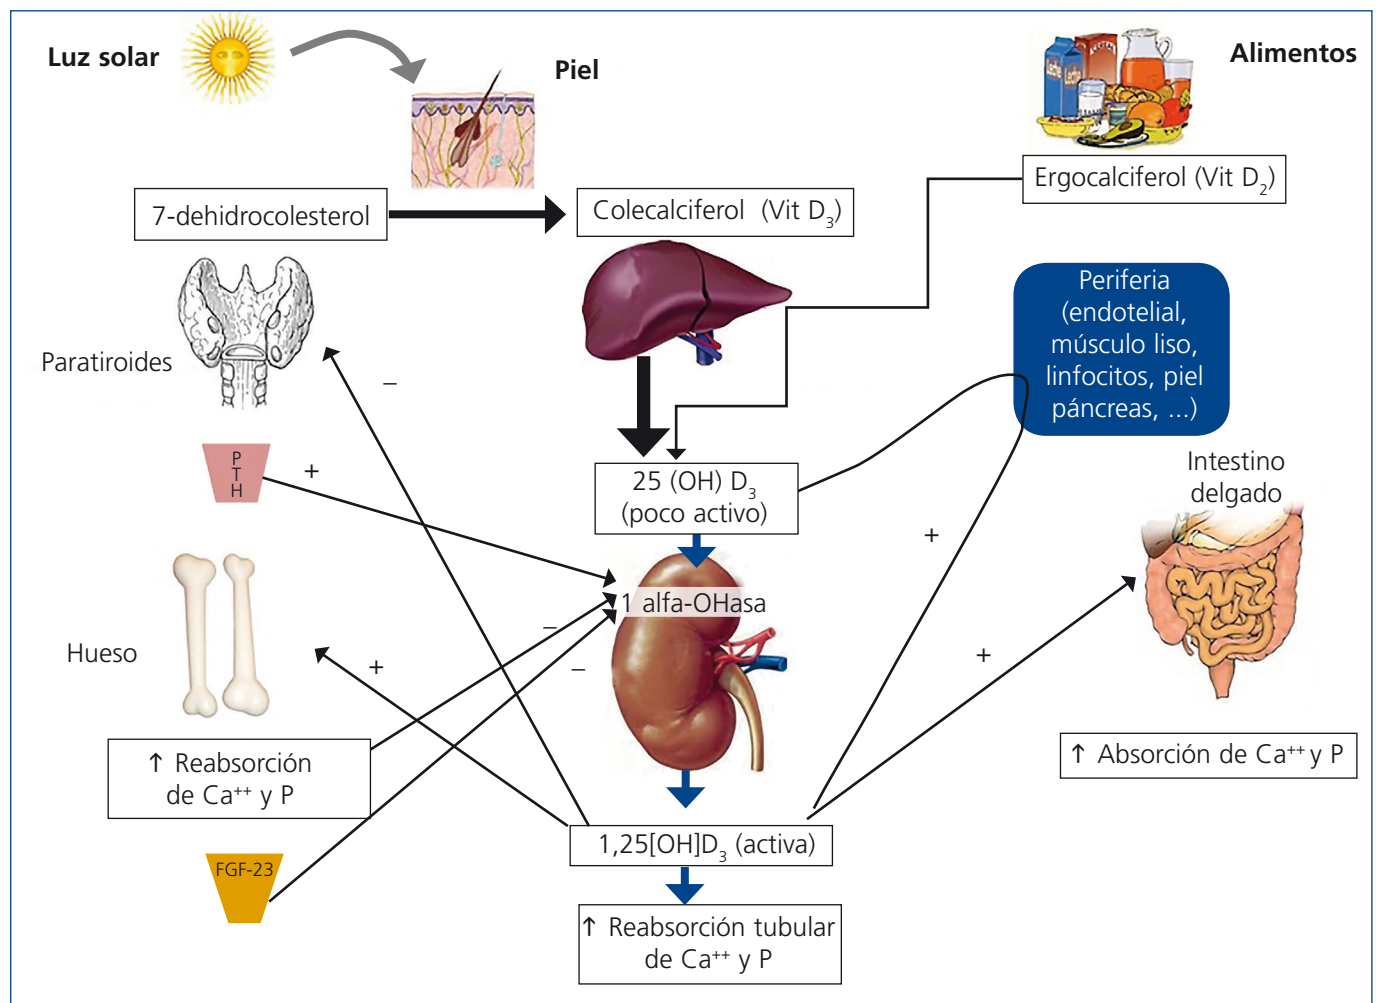 Luz solar
Piel
Alimentos
Leche
Leche
7-dehidrocolesterol
Colecalciferol (Vit D3)
Ergocalciferol (Vit D2)
Paratiroides
–
Periferia
(endotelial,
músculo liso,
linfocitos, piel
páncreas, ...)
P
T
H
+
25 (OH) D3
(poco activo)
Intestino
delgado
+
1 alfa-OHasa
–
–
Hueso
+
+
↑ Reabsorción
de Ca++ y P
↑ Absorción de Ca++ y P
1,25[OH]D3 (activa)
FGF-23
↑ Reabsorción tubular
de Ca++ y P